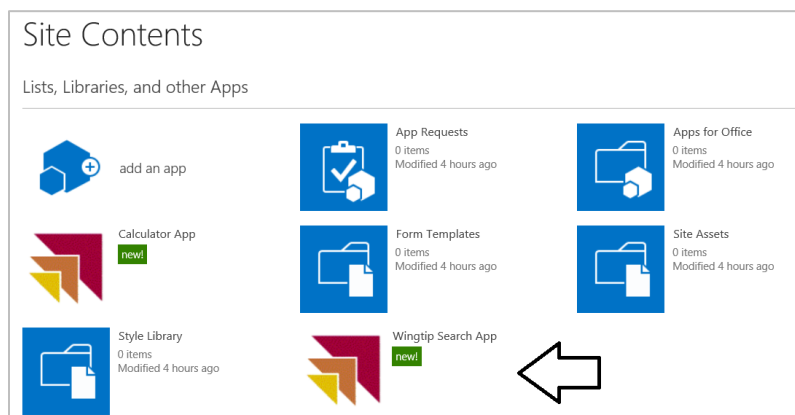 Site Contents
Lists, Libraries, and other Apps
add an app
App Requests
0 items
Modified 4 hours ago
Apps for Office
0 items
Modified 4 hours ago
Calculator App
new!
Form Templates
0 items
Modified 4 hours ago
Site Assets
0 items
Modified 4 hours ago
Style Library
0 items
Modified 4 hours ago
Wingtip Search App
new!